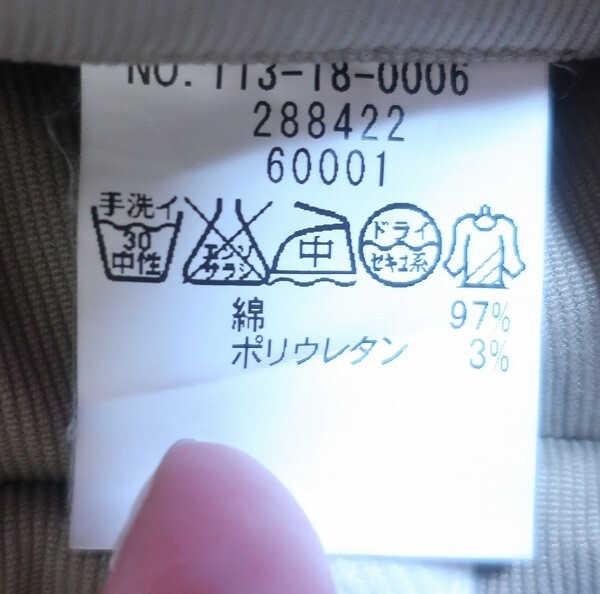 NO. 113-18-0006
288422
60001
手洗イ
30
中性
エンソ
サラシ
中
ドライ
セキユ系
綿 97%
ポリウレタン 3%